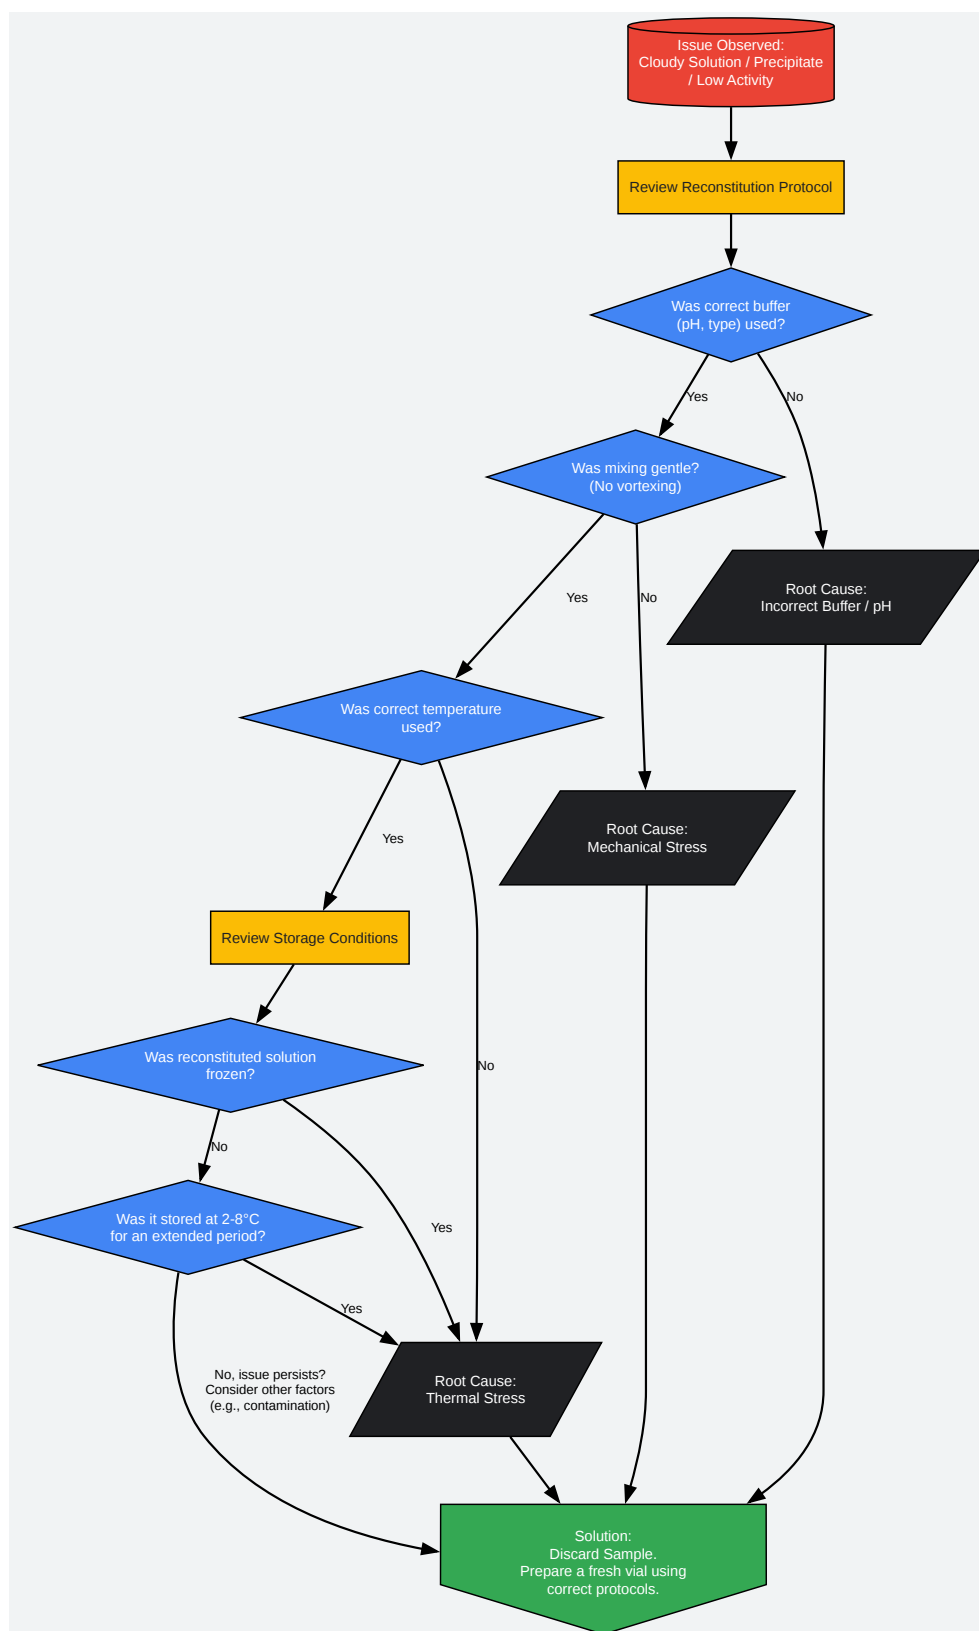 Issue Observed:
Cloudy Solution / Precipitate
/ Low Activity
Review Reconstitution Protocol
Was correct buffer
(pH, type) used?
Yes
No
Was mixing gentle?
(No vortexing)
Root Cause:
Incorrect Buffer / pH
Yes
No
Was correct temperature
used?
Root Cause:
Mechanical Stress
Yes
Review Storage Conditions
Was reconstituted solution
frozen?
No
No
Was it stored at 2-8°C
for an extended period?
Yes
Yes
No, issue persists?
Consider other factors
(e.g., contamination)
Root Cause:
Thermal Stress
Solution:
Discard Sample.
Prepare a fresh vial using
correct protocols.